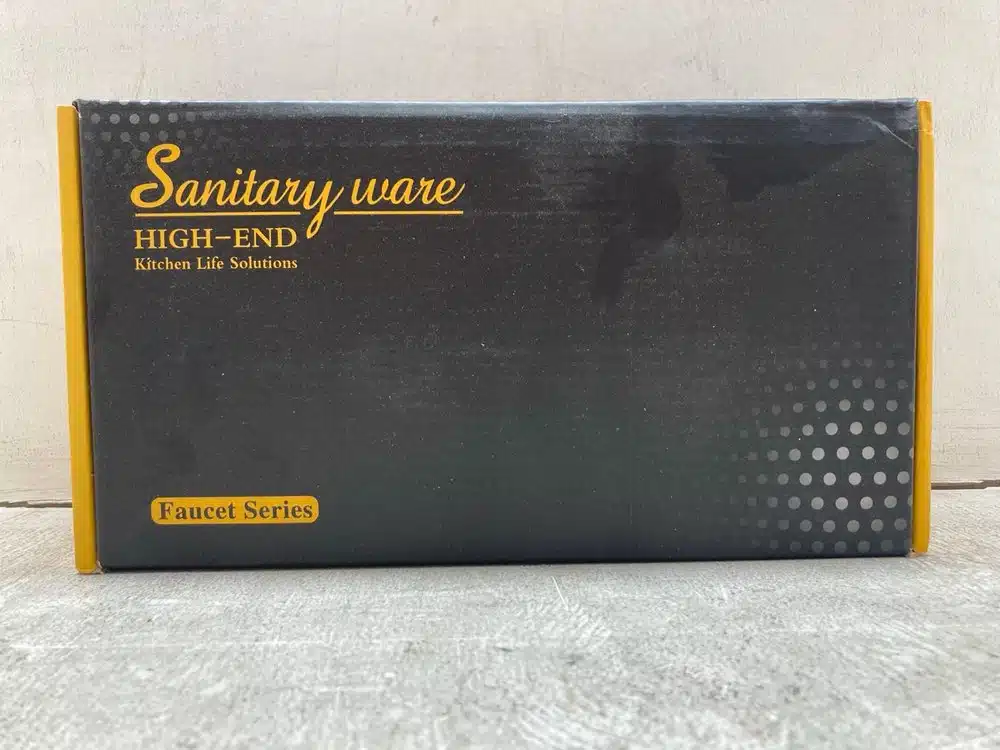 Sanitary ware
HIGH-END
Kitchen Life Solutions
Faucet Series